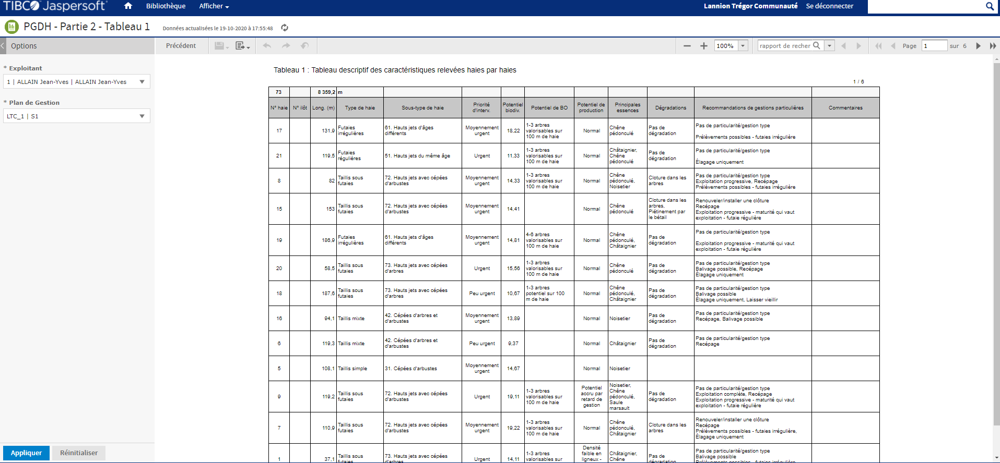 TIBCO Jaspersoft®
Bibliothèque
Afficher
Lannion Trégor Communauté
Se déconnecter
PGDH - Partie 2 - Tableau 1
Données actualisées le 19-10-2020 à 17:55:48
Options
Précédent
100%
rapport de recher
Page 1 sur 6
* Exploitant
1 | ALLAIN Jean-Yves | ALLAIN Jean-Yves
* Plan de Gestion
LTC_1 | S1
Appliquer
Réinitialiser
Tableau 1 : Tableau descriptif des caractéristiques relevées haies par haies
1 / 6
73 8 359,2 m
N° haie N° ilôt Long. (m) Type de haie Sous-type de haie Priorité d'interv. Potentiel biodiv. Potentiel de BO Potentiel de production Principales essences Dégradations Recommandations de gestions particulières Commentaires
17 131,9 Futaies irrégulières 61. Hauts jets d'âges différents Moyennement urgent 18,22 1-3 arbres valorisables sur 100 m de haie Normal Chêne pédonculé Pas de dégradation Pas de particularité/gestion type Prélèvements possibles - futaies irrégulière
21 119,5 Futaies régulières 51. Hauts jets du même âge Urgent 11,33 1-3 arbres valorisables sur 100 m de haie Normal Châtaignier, Chêne pédonculé Pas de dégradation Pas de particularité/gestion type Élagage uniquement
8 82 Taillis sous futaies 72. Hauts jets avec cépées d'arbustes Moyennement urgent 14,33 1-3 arbres valorisables sur 100 m de haie Normal Chêne pédonculé, Noisetier Cloture dans les arbres Pas de particularité/gestion type Exploitation progressive, Recépage Prélèvements possibles - futaies irrégulière
15 153 Taillis sous futaies 72. Hauts jets avec cépées d'arbustes Moyennement urgent 14,41 Normal Chêne pédonculé Cloture dans les arbres, Piétinement par le bétail Renouveler/installer une clôture Recépage Exploitation progressive - maturité qui vaut exploitation - futaie régulière
19 186,9 Futaies irrégulières 61. Hauts jets d'âges différents Moyennement urgent 14,81 4-6 arbres valorisables sur 100 m de haie Normal Chêne pédonculé, Châtaignier Pas de dégradation Pas de particularité/gestion type Exploitation progressive - maturité qui vaut exploitation - futaie régulière
20 58,5 Taillis sous futaies 73. Hauts jets avec cépées d'arbres Urgent 15,56 1-3 arbres valorisables sur 100 m de haie Normal Chêne pédonculé Pas de dégradation Pas de particularité/gestion type Balivage possible, Recépage Élagage uniquement
18 187,6 Taillis sous futaies 73. Hauts jets avec cépées d'arbres Peu urgent 10,67 1-3 arbres potentiel sur 100 m de haie Normal Chêne pédonculé, Châtaignier Pas de dégradation Pas de particularité/gestion type Balivage possible Élagage uniquement, Laisser vieillir
16 94,1 Taillis mixte 42. Cépées d'arbres et d'arbustes Moyennement urgent 13,89 Normal Noisetier Pas de dégradation Pas de particularité/gestion type Recépage, Balivage possible
6 119,3 Taillis mixte 42. Cépées d'arbres et d'arbustes Peu urgent 9,37 Normal Châtaignier Pas de dégradation Pas de particularité/gestion type Recépage
5 108,1 Taillis simple 31. Cépées d'arbustes Moyennement urgent 14,67 Normal Noisetier
9 119,2 Taillis sous futaies 72. Hauts jets avec cépées d'arbustes Urgent 19,11 1-3 arbres valorisables sur 100 m de haie Potentiel accru par retard de gestion Noisetier, Chêne pédonculé, Saule marsault Pas de dégradation Pas de particularité/gestion type Exploitation complète, Recépage Exploitation progressive - maturité qui vaut exploitation - futaie régulière
7 110,9 Taillis sous futaies 72. Hauts jets avec cépées d'arbustes Moyennement urgent 19,22 1-3 arbres valorisables sur 100 m de haie Normal Chêne pédonculé, Châtaignier Cloture dans les arbres Renouveler/installer une clôture Recépage Prélèvements possibles - futaies irrégulière, Élagage uniquement
1 37,1 Taillis sous futaies 73. Hauts jets avec cépées d'arbres Urgent 14,11 1-3 arbres valorisables sur Densité faible en ligneux - Châtaignier, Chêne Pas de dégradation Pas de particularité/gestion type Balivage possible Prélèvements possibles - futaies irrégulière